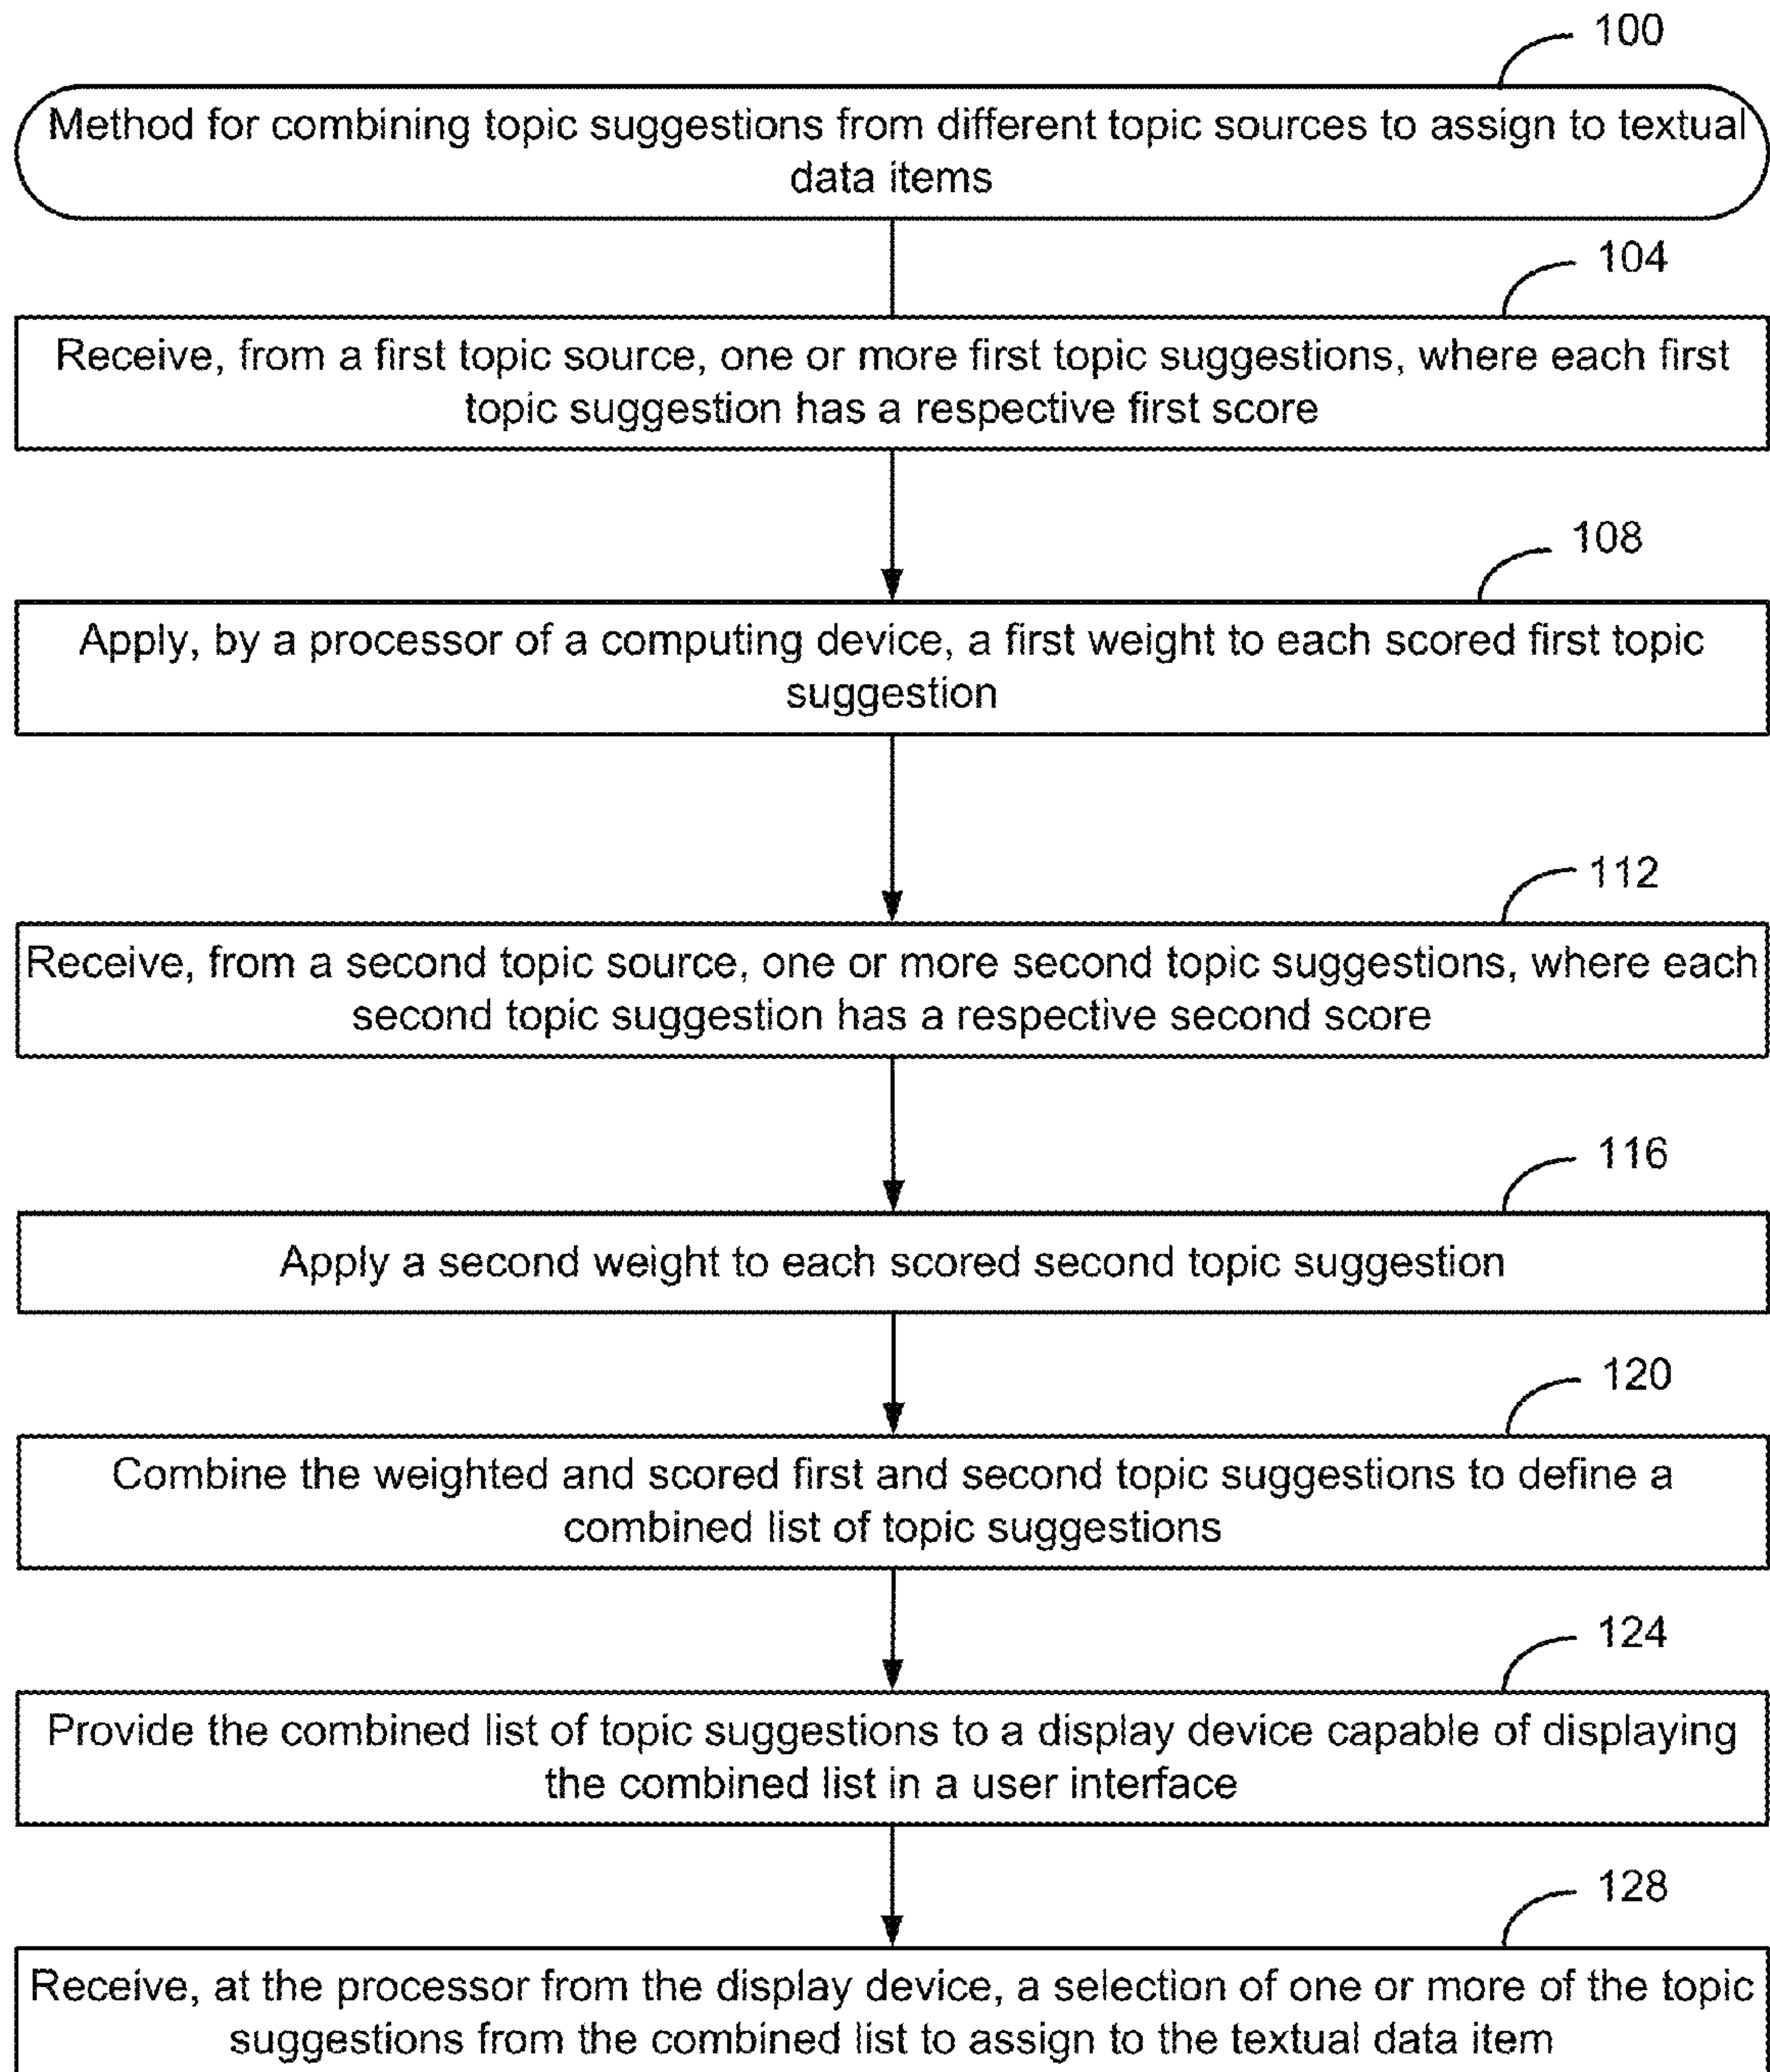 100
Method for combining topic suggestions from different topic sources to assign to textual
data items
104
Receive, from a first topic source, one or more first topic suggestions, where each first
topic suggestion has a respective first score
108
Apply, by a processor of a computing device, a first weight to each scored first topic
suggestion
112
Receive, from a second topic source, one or more second topic suggestions, where each
second topic suggestion has a respective second score
116
Apply a second weight to each scored second topic suggestion
120
Combine the weighted and scored first and second topic suggestions to define a
combined list of topic suggestions
124
Provide the combined list of topic suggestions to a display device capable of displaying
the combined list in a user interface
128
Receive, at the processor from the display device, a selection of one or more of the topic
suggestions from the combined list to assign to the textual data item